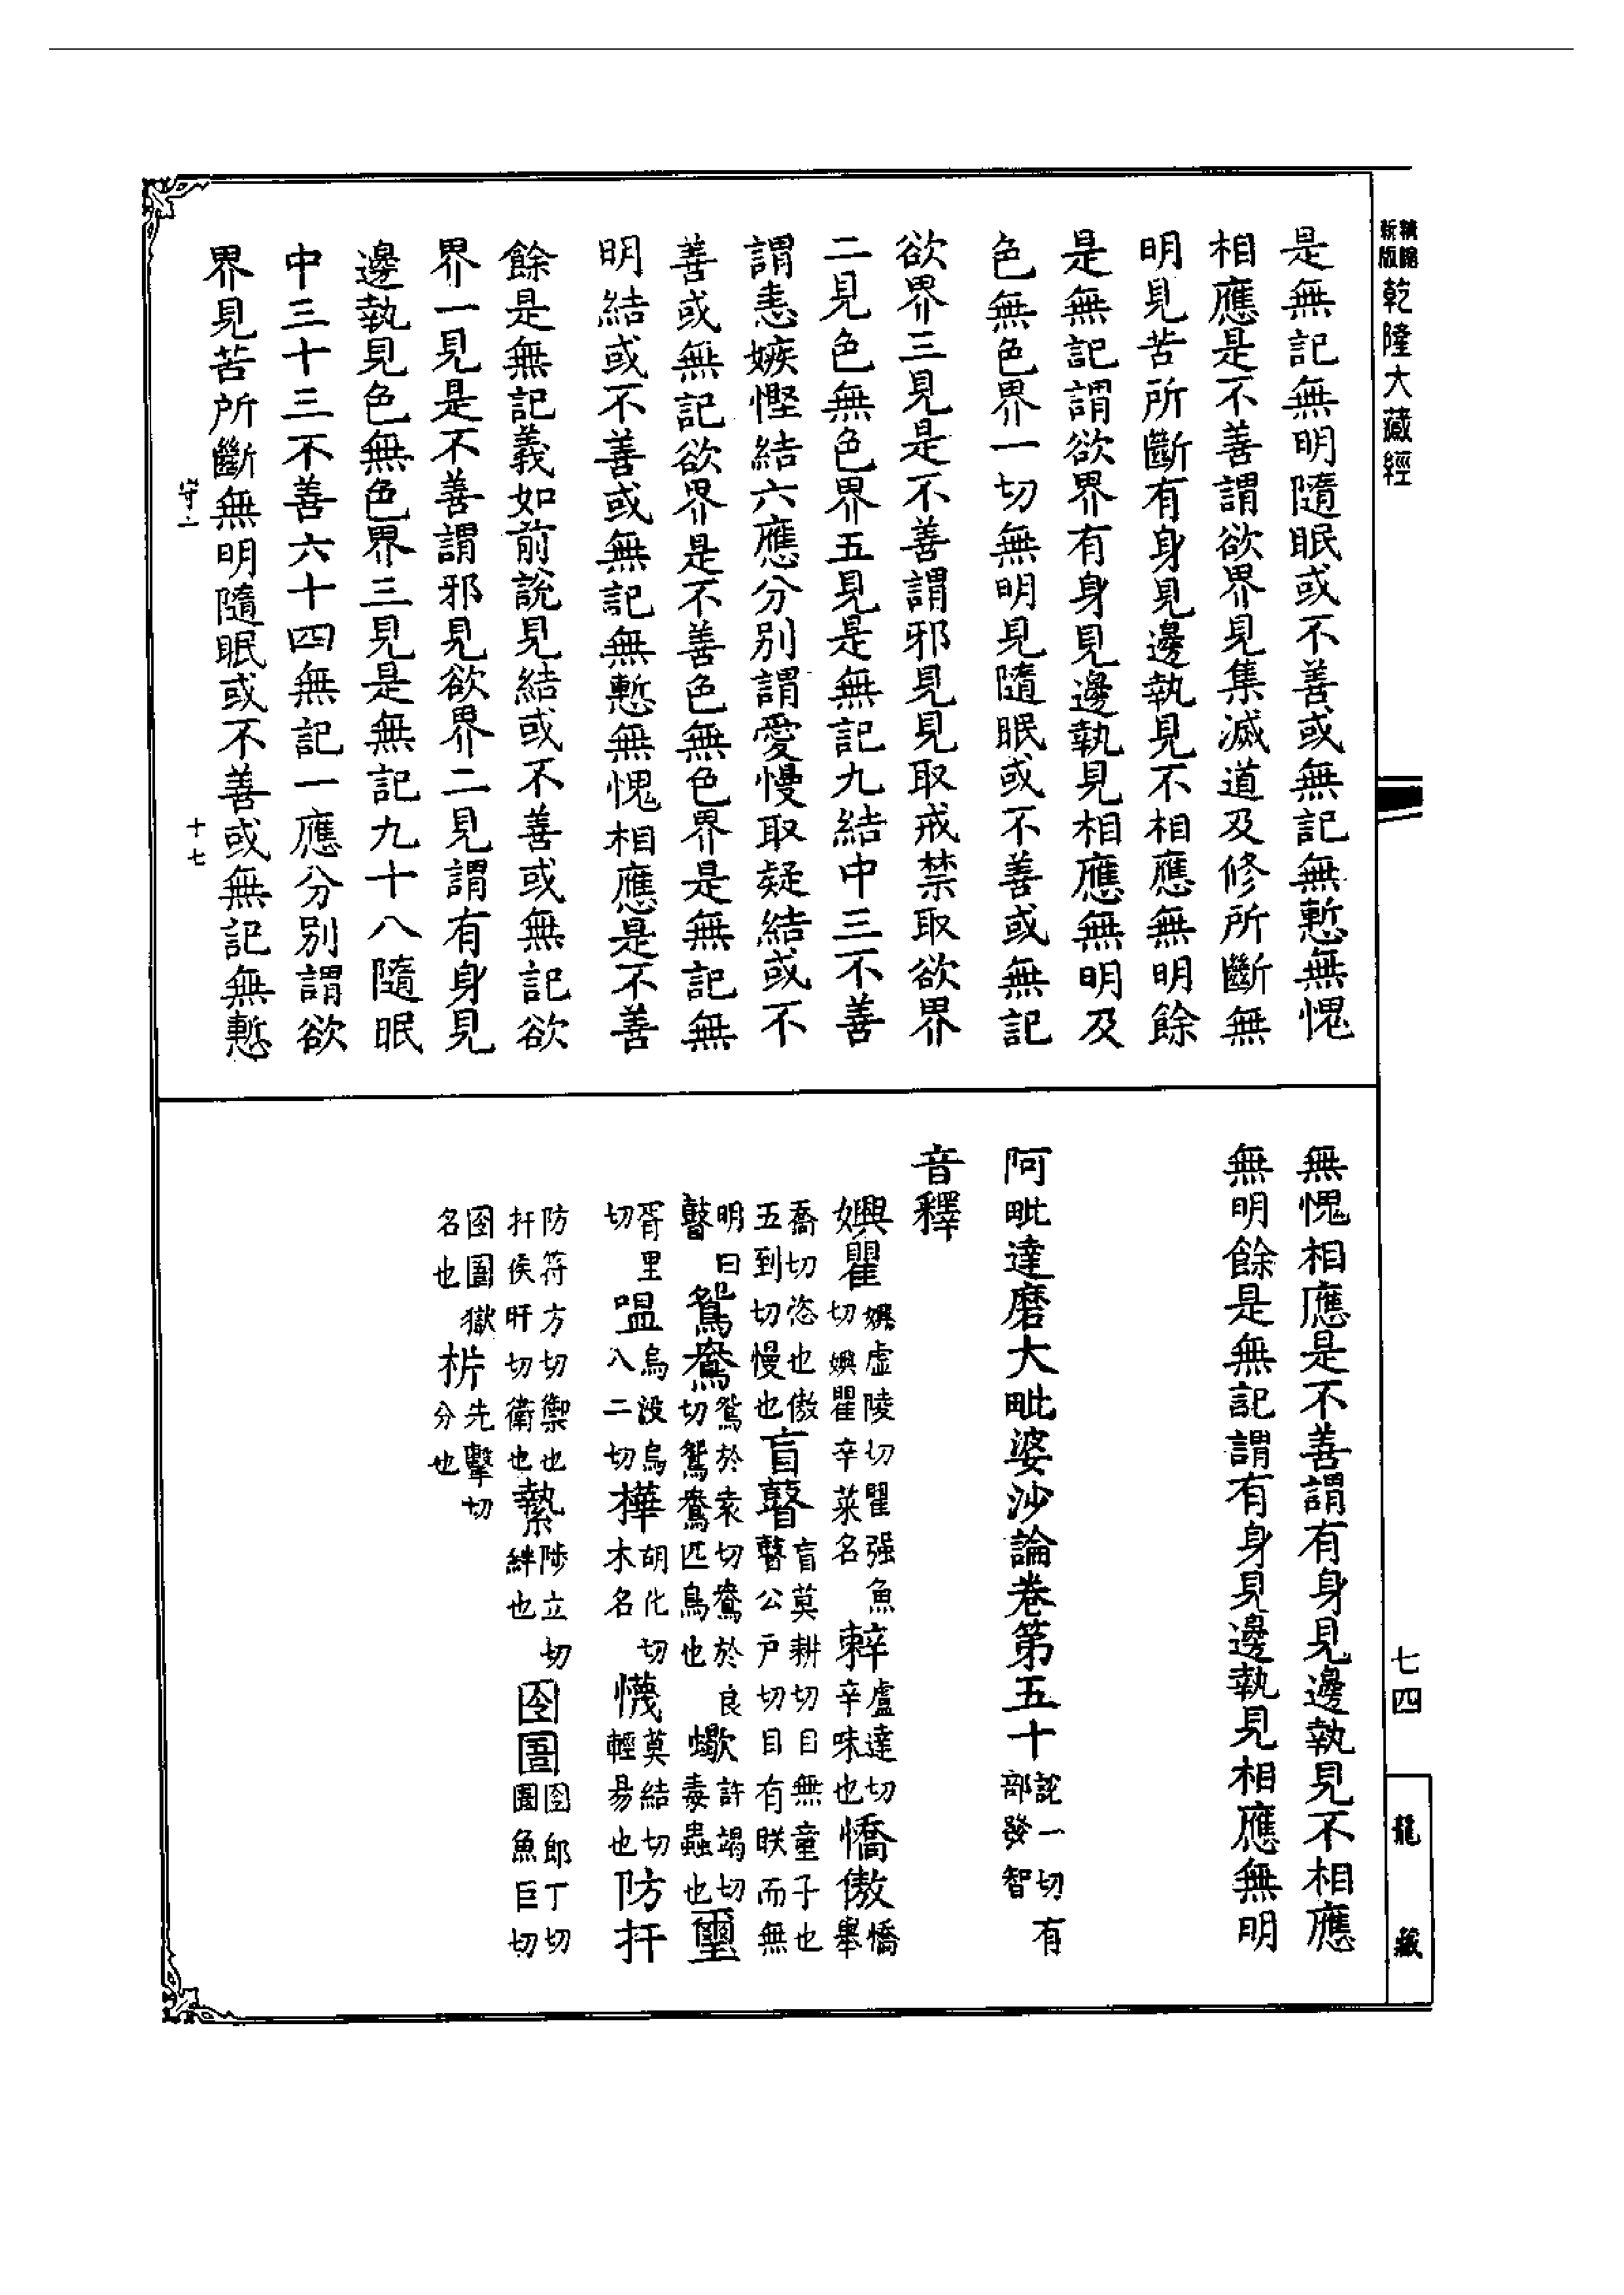 新版
乾隆大藏經
是無記無明隨眠或不善或無記無慙無愧
相應是不善謂欲界見集滅道及修所斷無
明見苦所斷有身見邊執見不相應無明餘
是無記謂欲界有身見邊執見相應無明及
色無色界一切無明見隨眠或不善或無記
欲界三見是不善謂邪見見取戒禁取欲界
二見色無色界五見是無記九結中三不善
謂恚嫉慳結六應分別謂愛慢取疑結或不
善或無記欲界是不善色無色界是無記無
明結或不善或無記無慙無愧相應是不善
餘是無記義如前說見結或不善或無記欲
界一見是不善謂邪見欲界二見謂有身見
邊執見色無色界三見是無記九十八隨眠
中三十三不善六十四無記一應分別謂欲
界見苦所斷無明隨眠或不善或無記無慙
十七
無愧相應是不善謂有身見邊執見不相應
無明餘是無記謂有身見邊執見相應無明
阿毗達磨大毗婆沙論卷第五十 說一切有部發智
音釋
嬹瞿 嬹虛陵切瞿強魚切嬹瞿辛菜名 辢 盧達切辛味也 憍傲 憍舉
喬切恣也傲五到切慢也 盲瞽 盲莫耕切目無童子也瞽公戶切目有眹而無
明曰瞽 鴛鴦 鴛於袁切鴦於良切鴛鴦匹鳥也 蠍 許竭切毒蟲也 璽
胥里切 嗢 烏沒烏八二切 樺 胡化切木名 懱 莫結切輕易也 防扞
防符方切禦也扞侯旰切衛也 縶 陟立切絆也 囹圄 囹郎丁切圄魚巨切
囹圄獄名也 析 先擊切分也
七四
龍藏